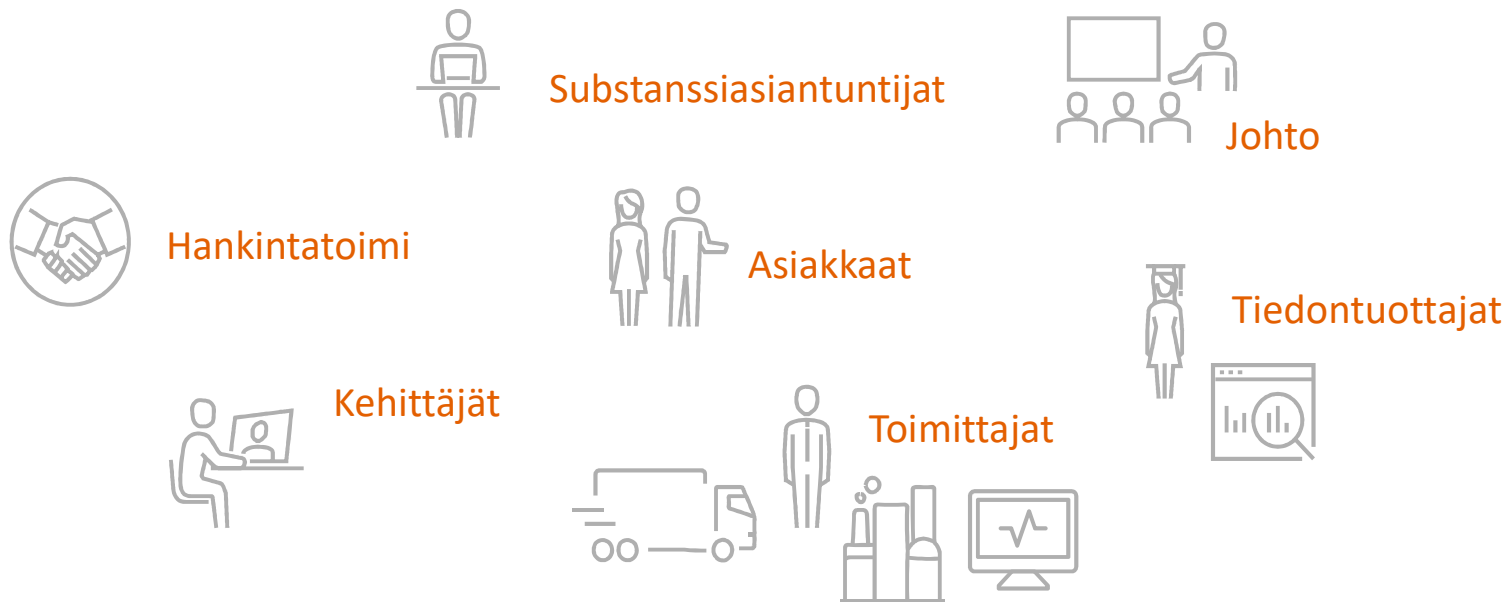 Substanssiasiantuntijat
Johto
Hankintatoimi
Asiakkaat
Tiedontuottajat
Kehittäjät
Toimittajat